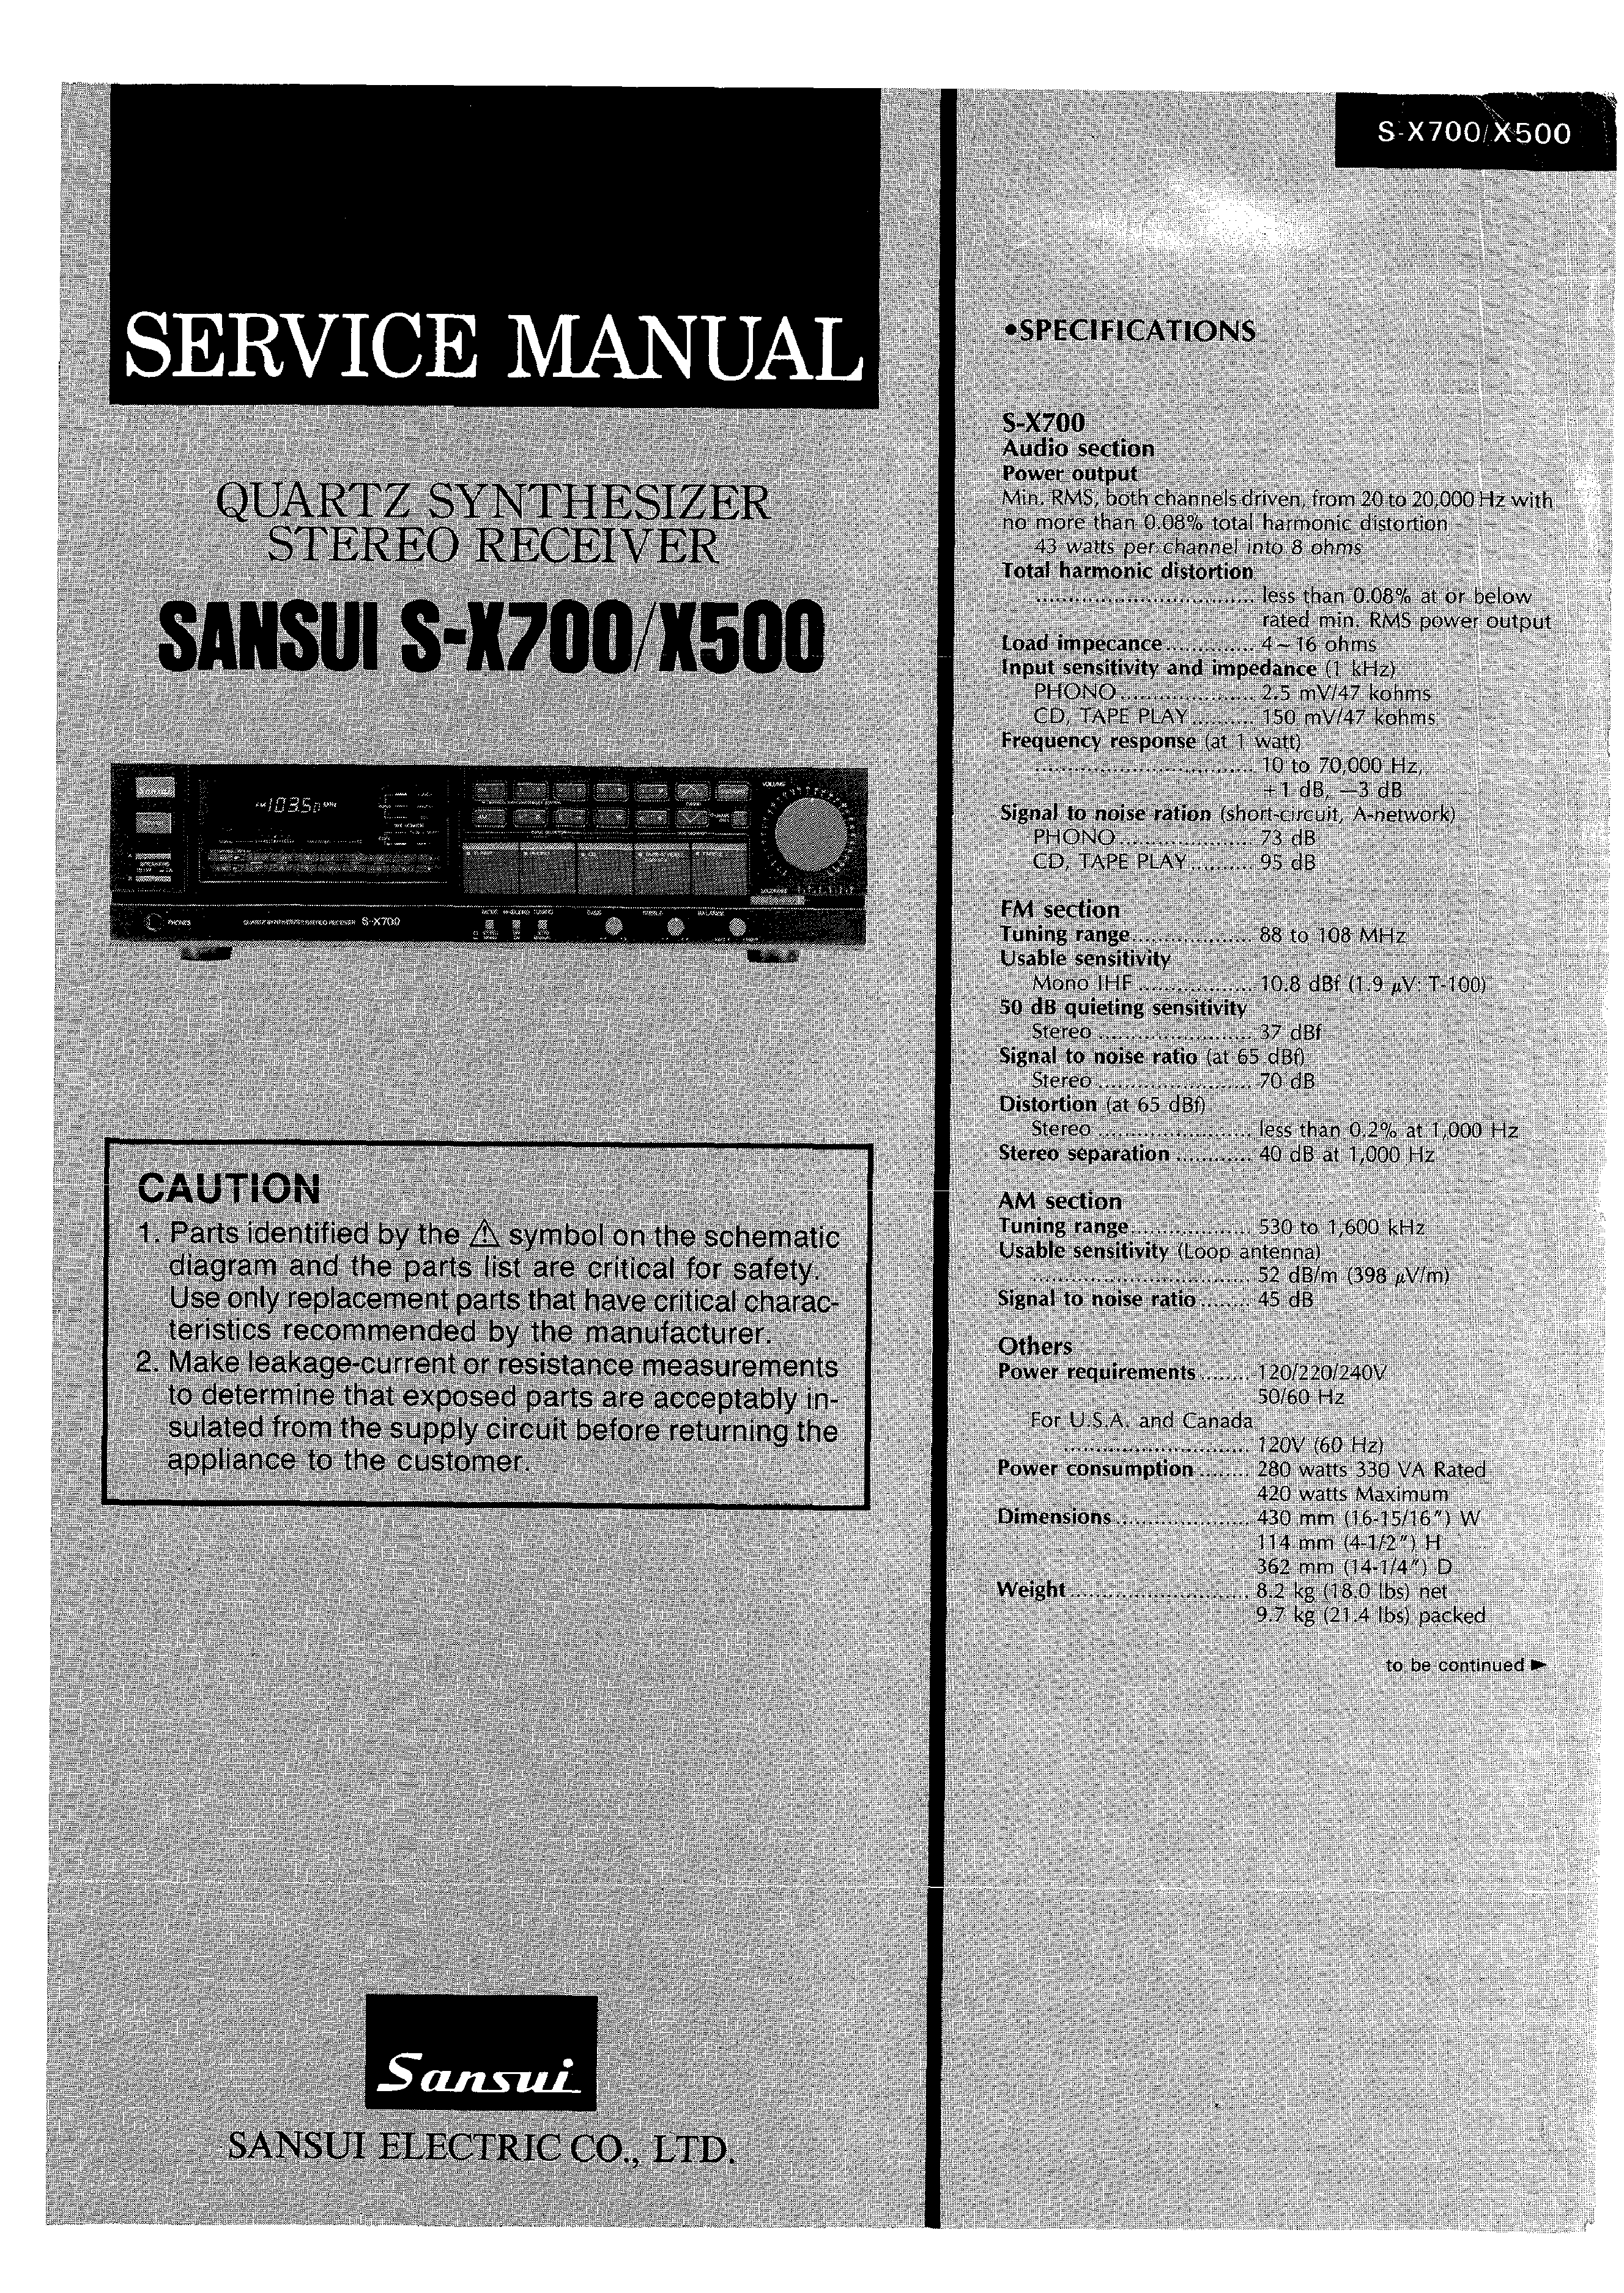 S-X700/X500
SERVICE MANUAL
QUARTZ SYNTHESIZER
STEREO RECEIVER
SANSUI S-X700/X500
1035
VOLUME
PHONES
QUARTZ SYNTHESIZER STEREO RECEIVER S-X700
BASS
TREBLE
BALANCE
CAUTION
1. Parts identified by the ⚠ symbol on the schematic
diagram and the parts list are critical for safety.
Use only replacement parts that have critical charac-
teristics recommended by the manufacturer.
2. Make leakage-current or resistance measurements
to determine that exposed parts are acceptably in-
sulated from the supply circuit before returning the
appliance to the customer.
Sansui
SANSUI ELECTRIC CO., LTD.
•SPECIFICATIONS
S-X700
Audio section
Power output
Min. RMS, both channels driven, from 20 to 20,000 Hz with
no more than 0.08% total harmonic distortion
43 watts per channel into 8 ohms
Total harmonic distortion
................................. less than 0.08% at or below
rated min. RMS power output
Load impecance.............. 4~16 ohms
Input sensitivity and impedance (1 kHz)
PHONO.................... 2.5 mV/47 kohms
CD, TAPE PLAY.......... 150 mV/47 kohms
Frequency response (at 1 watt)
................................. 10 to 70,000 Hz,
+1 dB, −3 dB
Signal to noise ration (short-circuit, A-network)
PHONO.................... 73 dB
CD, TAPE PLAY.......... 95 dB
FM section
Tuning range.................. 88 to 108 MHz
Usable sensitivity
Mono IHF ................. 10.8 dBf (1.9 μV: T-100)
50 dB quieting sensitivity
Stereo ....................... 37 dBf
Signal to noise ratio (at 65 dBf)
Stereo ....................... 70 dB
Distortion (at 65 dBf)
Stereo ....................... less than 0.2% at 1,000 Hz
Stereo separation ............ 40 dB at 1,000 Hz
AM section
Tuning range.................. 530 to 1,600 kHz
Usable sensitivity (Loop antenna)
................................. 52 dB/m (398 μV/m)
Signal to noise ratio ........ 45 dB
Others
Power requirements ........ 120/220/240V
50/60 Hz
For U.S.A. and Canada
............................ 120V (60 Hz)
Power consumption ........ 280 watts 330 VA Rated
420 watts Maximum
Dimensions .................... 430 mm (16-15/16″) W
114 mm (4-1/2″) H
362 mm (14-1/4″) D
Weight........................... 8.2 kg (18.0 lbs) net
9.7 kg (21.4 lbs) packed
to be continued ►